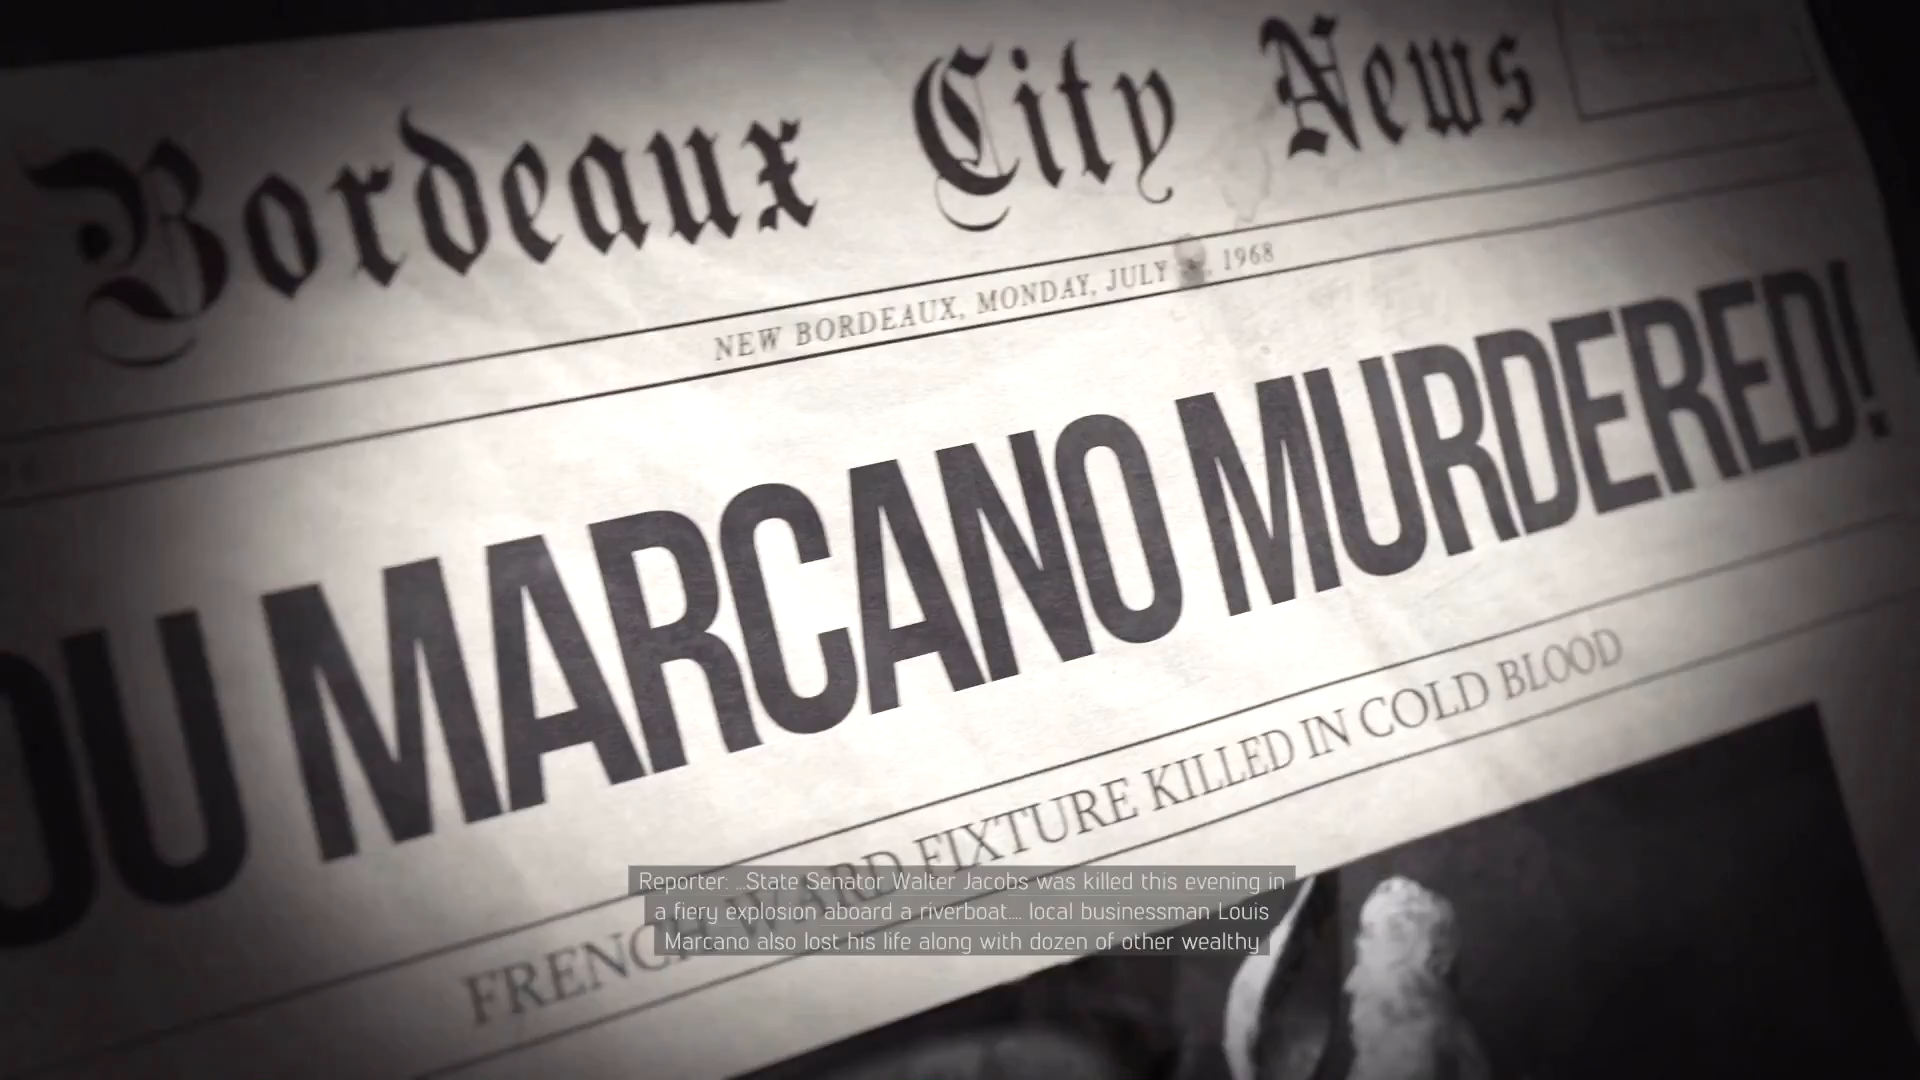 Bordeaux City News
NEW BORDEAUX, MONDAY, JULY , 1968
OU MARCANO MURDERED!
FRENCH WARD FIXTURE KILLED IN COLD BLOOD
Reporter: ...State Senator Walter Jacobs was killed this evening in
a fiery explosion aboard a riverboat.... local businessman Louis
Marcano also lost his life along with dozen of other wealthy